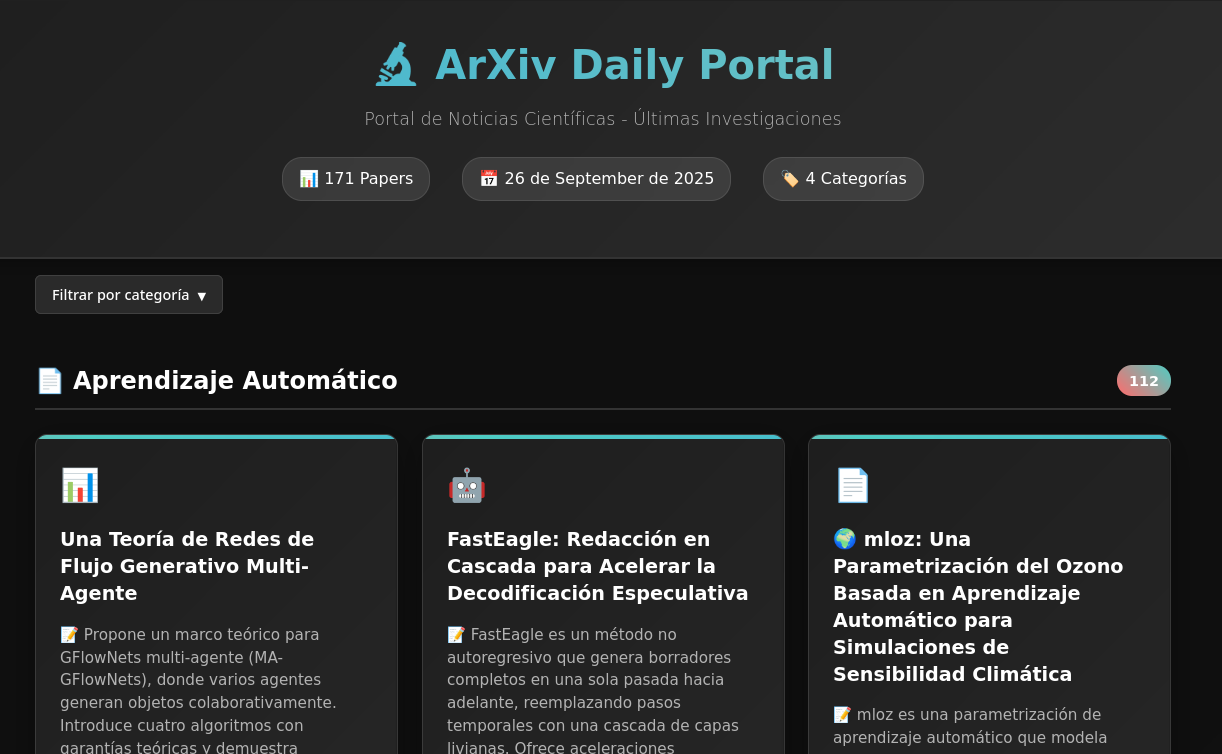 ArXiv Daily Portal
Portal de Noticias Científicas - Últimas Investigaciones
171 Papers
26 de September de 2025
4 Categorías
Filtrar por categoría ▼
Aprendizaje Automático
112
Una Teoría de Redes de
Flujo Generativo Multi-
Agente
Propone un marco teórico para
GFlowNets multi-agente (MA-
GFlowNets), donde varios agentes
generan objetos colaborativamente.
Introduce cuatro algoritmos con
garantías teóricas y demuestra
FastEagle: Redacción en
Cascada para Acelerar la
Decodificación Especulativa
FastEagle es un método no
autoregresivo que genera borradores
completos en una sola pasada hacia
adelante, reemplazando pasos
temporales con una cascada de capas
livianas. Ofrece aceleraciones
mloz: Una
Parametrización del Ozono
Basada en Aprendizaje
Automático para
Simulaciones de
Sensibilidad Climática
mloz es una parametrización de
aprendizaje automático que modela